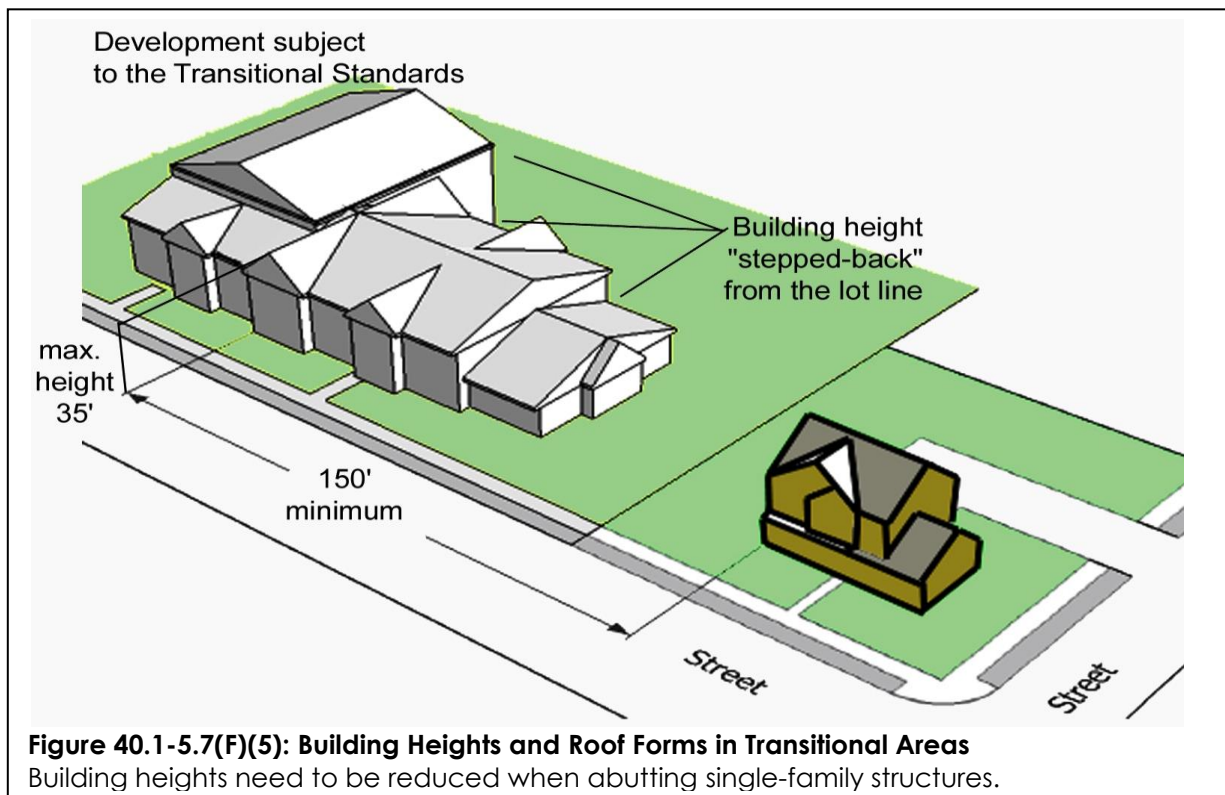 Development subject
to the Transitional Standards
Building height
"stepped-back"
from the lot line
max.
height
35'
150'
minimum
Street
Street
Figure 40.1-5.7(F)(5): Building Heights and Roof Forms in Transitional Areas
Building heights need to be reduced when abutting single-family structures.